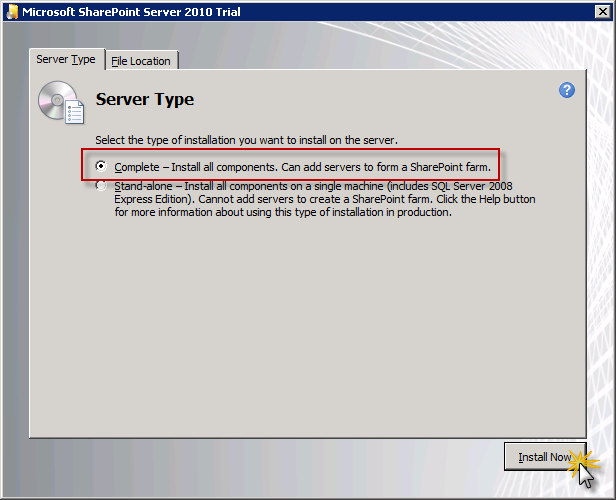 Microsoft SharePoint Server 2010 Trial
Server Type
File Location
Server Type
Select the type of installation you want to install on the server.
Complete – Install all components. Can add servers to form a SharePoint farm.
Stand-alone – Install all components on a single machine (includes SQL Server 2008
Express Edition). Cannot add servers to create a SharePoint farm. Click the Help button
for more information about using this type of installation in production.
Install Now